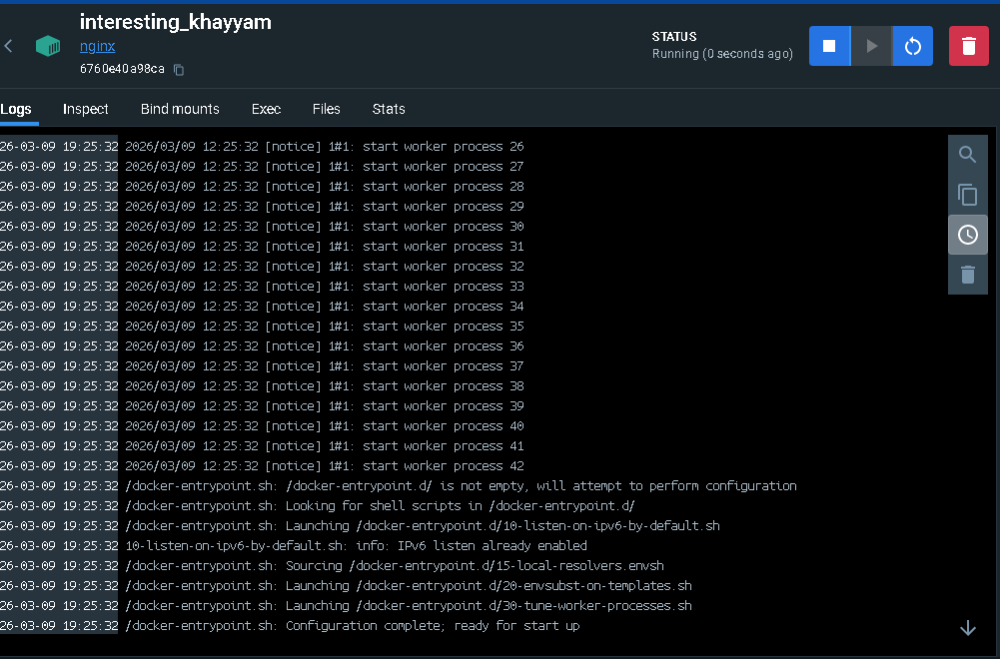 interesting_khayyam
nginx
6760e40a98ca
STATUS
Running (0 seconds ago)
Logs Inspect Bind mounts Exec Files Stats
26-03-09 19:25:32 2026/03/09 12:25:32 [notice] 1#1: start worker process 26
26-03-09 19:25:32 2026/03/09 12:25:32 [notice] 1#1: start worker process 27
26-03-09 19:25:32 2026/03/09 12:25:32 [notice] 1#1: start worker process 28
26-03-09 19:25:32 2026/03/09 12:25:32 [notice] 1#1: start worker process 29
26-03-09 19:25:32 2026/03/09 12:25:32 [notice] 1#1: start worker process 30
26-03-09 19:25:32 2026/03/09 12:25:32 [notice] 1#1: start worker process 31
26-03-09 19:25:32 2026/03/09 12:25:32 [notice] 1#1: start worker process 32
26-03-09 19:25:32 2026/03/09 12:25:32 [notice] 1#1: start worker process 33
26-03-09 19:25:32 2026/03/09 12:25:32 [notice] 1#1: start worker process 34
26-03-09 19:25:32 2026/03/09 12:25:32 [notice] 1#1: start worker process 35
26-03-09 19:25:32 2026/03/09 12:25:32 [notice] 1#1: start worker process 36
26-03-09 19:25:32 2026/03/09 12:25:32 [notice] 1#1: start worker process 37
26-03-09 19:25:32 2026/03/09 12:25:32 [notice] 1#1: start worker process 38
26-03-09 19:25:32 2026/03/09 12:25:32 [notice] 1#1: start worker process 39
26-03-09 19:25:32 2026/03/09 12:25:32 [notice] 1#1: start worker process 40
26-03-09 19:25:32 2026/03/09 12:25:32 [notice] 1#1: start worker process 41
26-03-09 19:25:32 2026/03/09 12:25:32 [notice] 1#1: start worker process 42
26-03-09 19:25:32 /docker-entrypoint.sh: /docker-entrypoint.d/ is not empty, will attempt to perform configuration
26-03-09 19:25:32 /docker-entrypoint.sh: Looking for shell scripts in /docker-entrypoint.d/
26-03-09 19:25:32 /docker-entrypoint.sh: Launching /docker-entrypoint.d/10-listen-on-ipv6-by-default.sh
26-03-09 19:25:32 10-listen-on-ipv6-by-default.sh: info: IPv6 listen already enabled
26-03-09 19:25:32 /docker-entrypoint.sh: Sourcing /docker-entrypoint.d/15-local-resolvers.envsh
26-03-09 19:25:32 /docker-entrypoint.sh: Launching /docker-entrypoint.d/20-envsubst-on-templates.sh
26-03-09 19:25:32 /docker-entrypoint.sh: Launching /docker-entrypoint.d/30-tune-worker-processes.sh
26-03-09 19:25:32 /docker-entrypoint.sh: Configuration complete; ready for start up